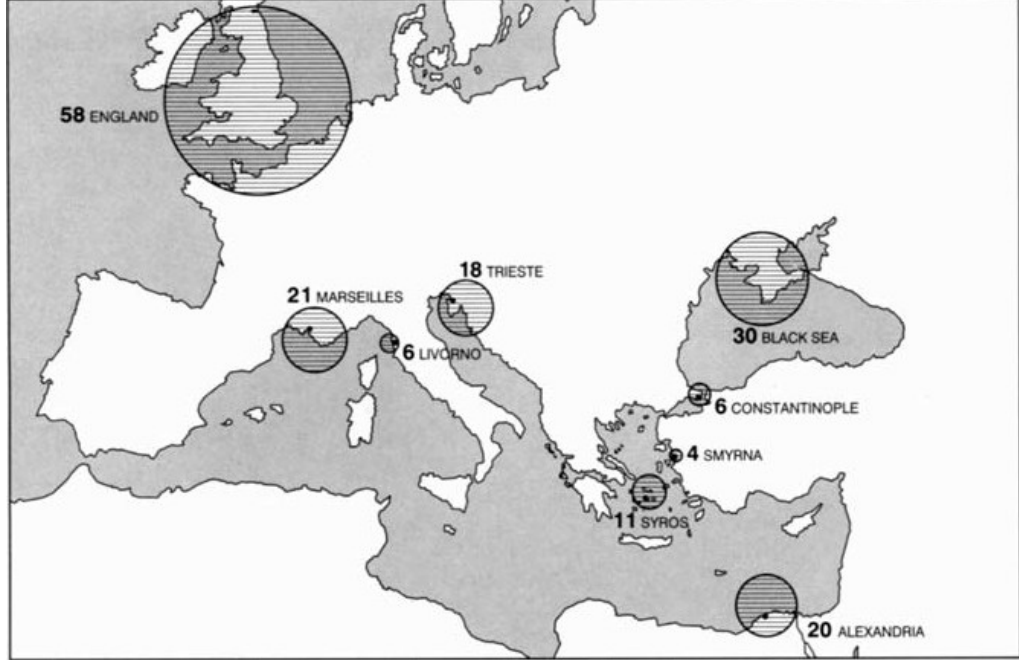 58 ENGLAND
18 TRIESTE
21 MARSEILLES
30 BLACK SEA
6 LIVORNO
6 CONSTANTINOPLE
4 SMYRNA
11 SYROS
20 ALEXANDRIA